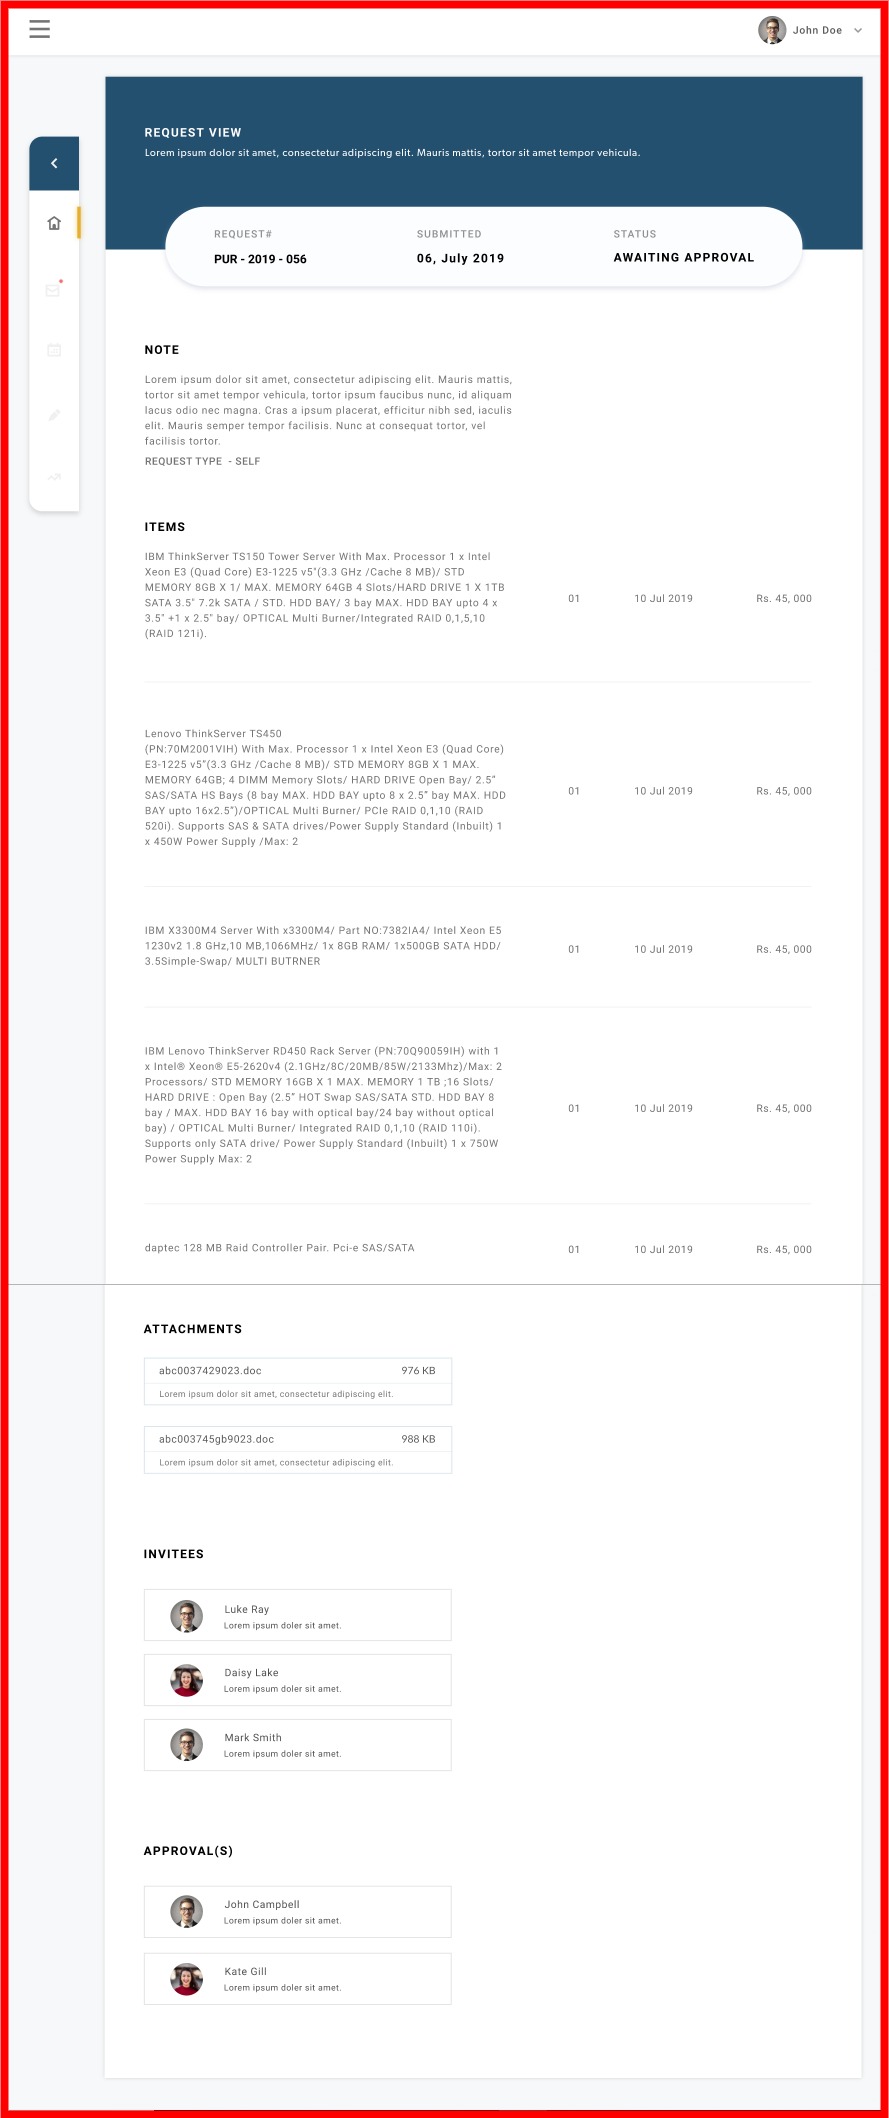 John Doe
REQUEST VIEW
Lorem ipsum dolor sit amet, consectetur adipiscing elit. Mauris mattis, tortor sit amet tempor vehicula.
REQUEST# SUBMITTED STATUS
PUR - 2019 - 056 06, July 2019 AWAITING APPROVAL
NOTE
Lorem ipsum dolor sit amet, consectetur adipiscing elit. Mauris mattis,
tortor sit amet tempor vehicula, tortor ipsum faucibus nunc, id aliquam
lacus odio nec magna. Cras a ipsum placerat, efficitur nibh sed, iaculis
elit. Mauris semper tempor facilisis. Nunc at consequat tortor, vel
facilisis tortor.
REQUEST TYPE - SELF
ITEMS
IBM ThinkServer TS150 Tower Server With Max. Processor 1 x Intel
Xeon E3 (Quad Core) E3-1225 v5"(3.3 GHz /Cache 8 MB)/ STD
MEMORY 8GB X 1/ MAX. MEMORY 64GB 4 Slots/HARD DRIVE 1 X 1TB
SATA 3.5" 7.2k SATA / STD. HDD BAY/ 3 bay MAX. HDD BAY upto 4 x
3.5" +1 x 2.5" bay/ OPTICAL Multi Burner/Integrated RAID 0,1,5,10
(RAID 121i).
01 10 Jul 2019 Rs. 45, 000
Lenovo ThinkServer TS450
(PN:70M2001VIH) With Max. Processor 1 x Intel Xeon E3 (Quad Core)
E3-1225 v5"(3.3 GHz /Cache 8 MB)/ STD MEMORY 8GB X 1 MAX.
MEMORY 64GB; 4 DIMM Memory Slots/ HARD DRIVE Open Bay/ 2.5"
SAS/SATA HS Bays (8 bay MAX. HDD BAY upto 8 x 2.5" bay MAX. HDD
BAY upto 16x2.5")/OPTICAL Multi Burner/ PCIe RAID 0,1,10 (RAID
520i). Supports SAS & SATA drives/Power Supply Standard (Inbuilt) 1
x 450W Power Supply /Max: 2
01 10 Jul 2019 Rs. 45, 000
IBM X3300M4 Server With x3300M4/ Part NO:7382IA4/ Intel Xeon E5
1230v2 1.8 GHz,10 MB,1066MHz/ 1x 8GB RAM/ 1x500GB SATA HDD/
3.5Simple-Swap/ MULTI BUTRNER
01 10 Jul 2019 Rs. 45, 000
IBM Lenovo ThinkServer RD450 Rack Server (PN:70Q90059IH) with 1
x Intel® Xeon® E5-2620v4 (2.1GHz/8C/20MB/85W/2133Mhz)/Max: 2
Processors/ STD MEMORY 16GB X 1 MAX. MEMORY 1 TB ;16 Slots/
HARD DRIVE : Open Bay (2.5" HOT Swap SAS/SATA STD. HDD BAY 8
bay / MAX. HDD BAY 16 bay with optical bay/24 bay without optical
bay) / OPTICAL Multi Burner/ Integrated RAID 0,1,10 (RAID 110i).
Supports only SATA drive/ Power Supply Standard (Inbuilt) 1 x 750W
Power Supply Max: 2
01 10 Jul 2019 Rs. 45, 000
daptec 128 MB Raid Controller Pair. Pci-e SAS/SATA 01 10 Jul 2019 Rs. 45, 000
ATTACHMENTS
abc0037429023.doc 976 KB
Lorem ipsum dolor sit amet, consectetur adipiscing elit.
abc003745gb9023.doc 988 KB
Lorem ipsum dolor sit amet, consectetur adipiscing elit.
INVITEES
Luke Ray
Lorem ipsum doler sit amet.
Daisy Lake
Lorem ipsum doler sit amet.
Mark Smith
Lorem ipsum doler sit amet.
APPROVAL(S)
John Campbell
Lorem ipsum doler sit amet.
Kate Gill
Lorem ipsum doler sit amet.